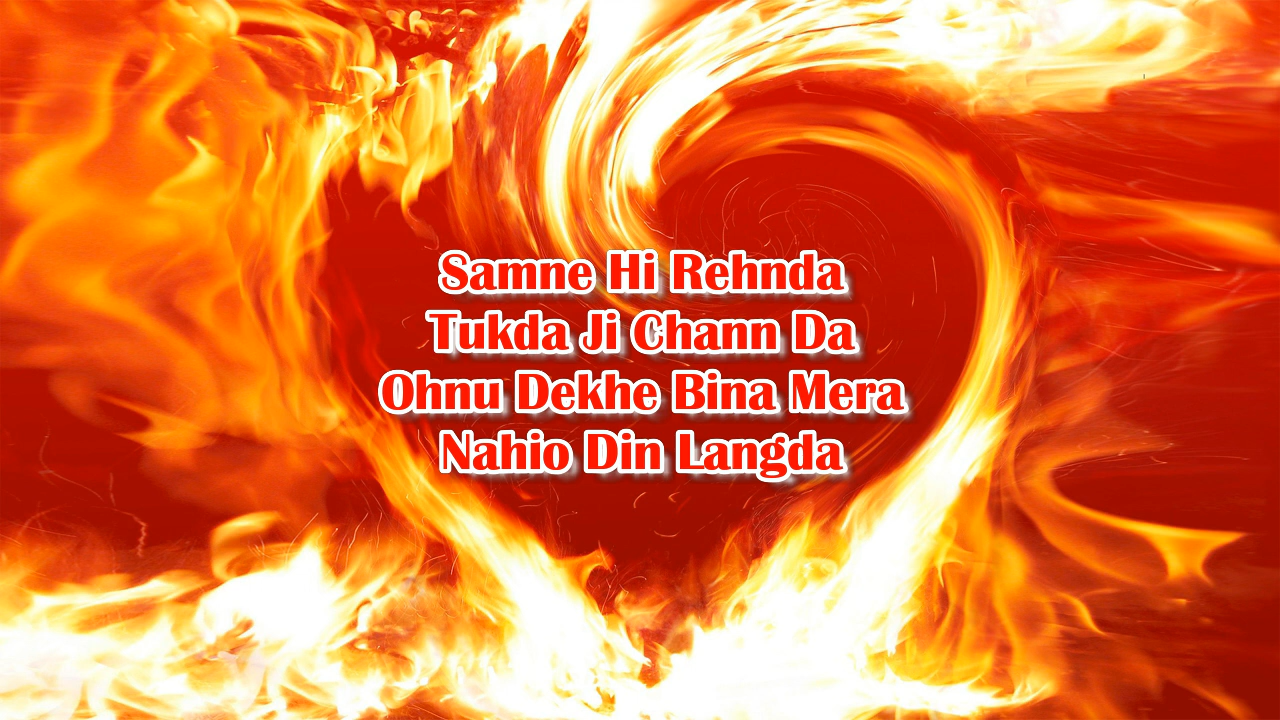 Samne Hi Rehnda
Tukda Ji Chann Da
Ohnu Dekhe Bina Mera
Nahio Din Langda